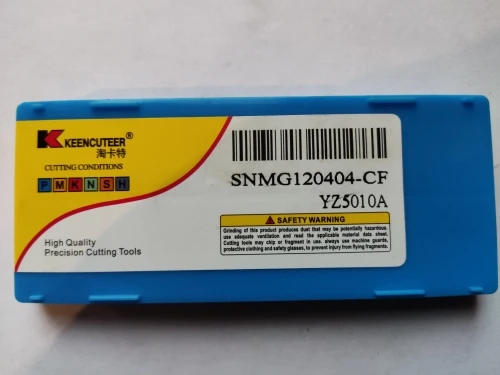 KEENCUTEER®
淘卡特
CUTTING CONDITIONS
P M K N S H
High Quality
Precision Cutting Tools
SNMG120404-CF
YZ5010A
SAFETY WARNING
Grinding of this product produces dust that may be potentially hazardous.
use adequate ventilation and read the applicable material data sheet.
Cutting tools may chip or fragment in use. always use machine guards,
protective clothing and safety glasses, to prevent injury from flying fragments.